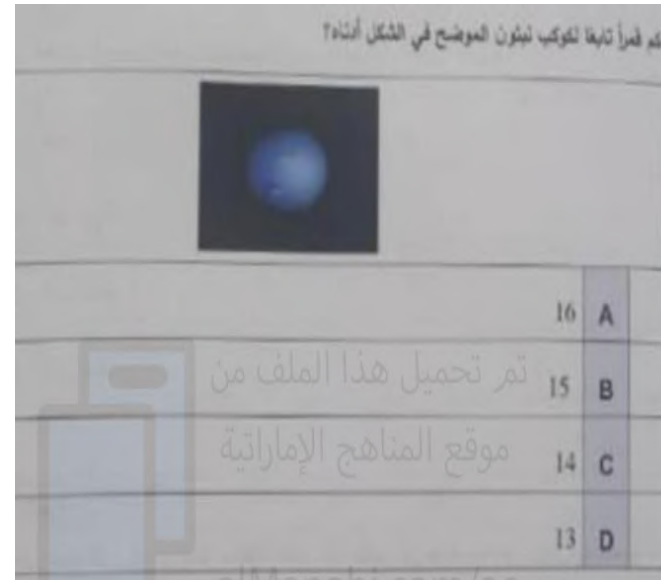 كم قمراً تابعا لكوكب نبتون الموضح في الشكل أدناه؟
A 16
B 15
تم تحميل هذا الملف من
C 14
موقع المناهج الإماراتية
D 13